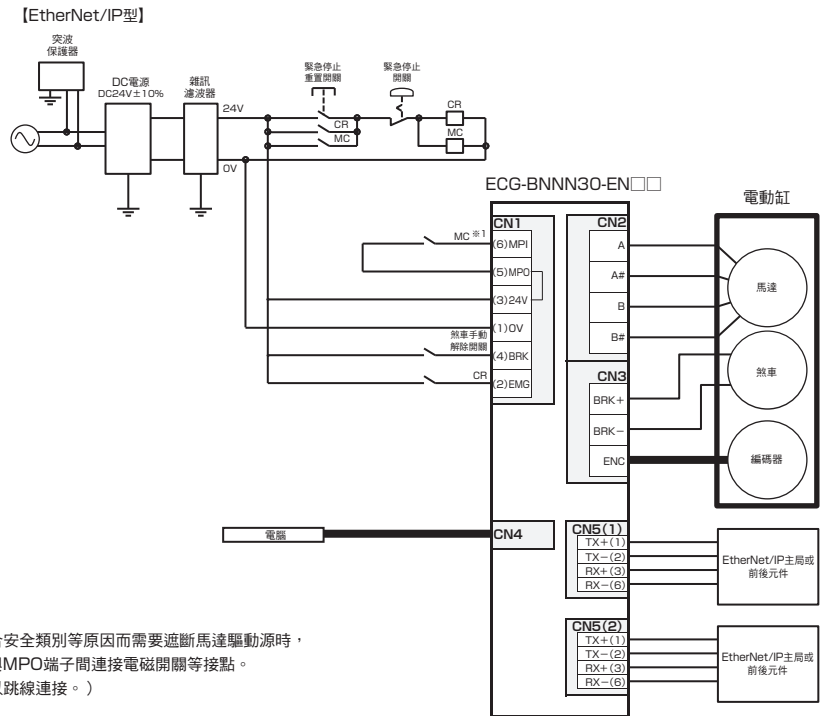 【EtherNet/IP型】
突波
保護器
DC電源
DC24V±10%
雜訊
濾波器
緊急停止
重置開關
緊急停止
開關
24V
CR
MC
CR
MC
0V
ECG-BNNN30-EN□□
電動缸
CN1
MC ※1
(6)MPI
(5)MPO
(3)24V
(1)0V
煞車手動
解除開關
(4)BRK
CR
(2)EMG
CN2
A
A#
B
B#
馬達
CN3
BRK+
BRK−
ENC
煞車
編碼器
電腦
CN4
CN5(1)
TX+(1)
TX−(2)
RX+(3)
RX−(6)
EtherNet/IP主局或
前後元件
CN5(2)
TX+(1)
TX−(2)
RX+(3)
RX−(6)
EtherNet/IP主局或
前後元件
安全類別等原因而需要遮斷馬達驅動源時，
MPO端子間連接電磁開關等接點。
跳線連接。）